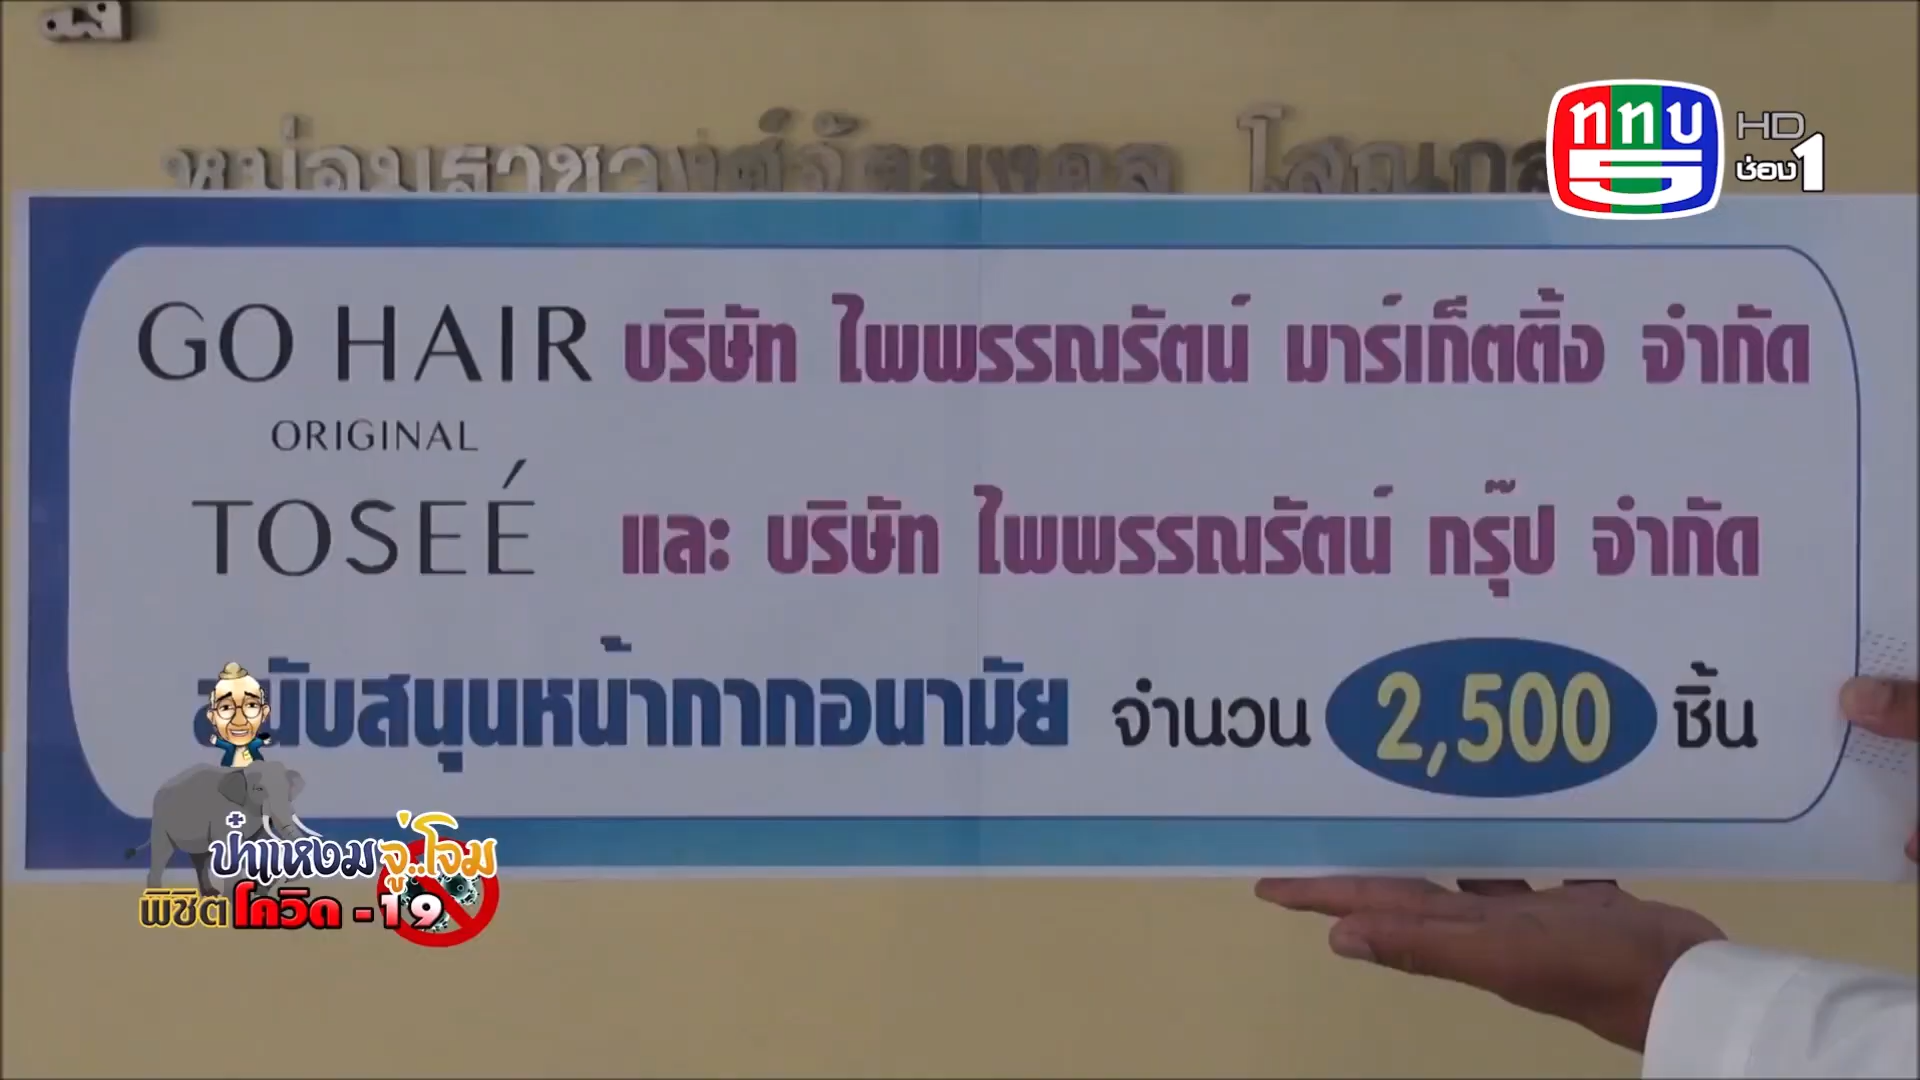 ททบ 5
HD
ช่อง 1
GO HAIR บริษัท ไพพรรณรัตน์ มาร์เก็ตติ้ง จำกัด
ORIGINAL
TOSEÉ และ บริษัท ไพพรรณรัตน์ กรุ๊ป จำกัด
สนับสนุนหน้ากากอนามัย จำนวน 2,500 ชิ้น
ป๋าแหงมจู่..โจม
พิชิตโควิด -19